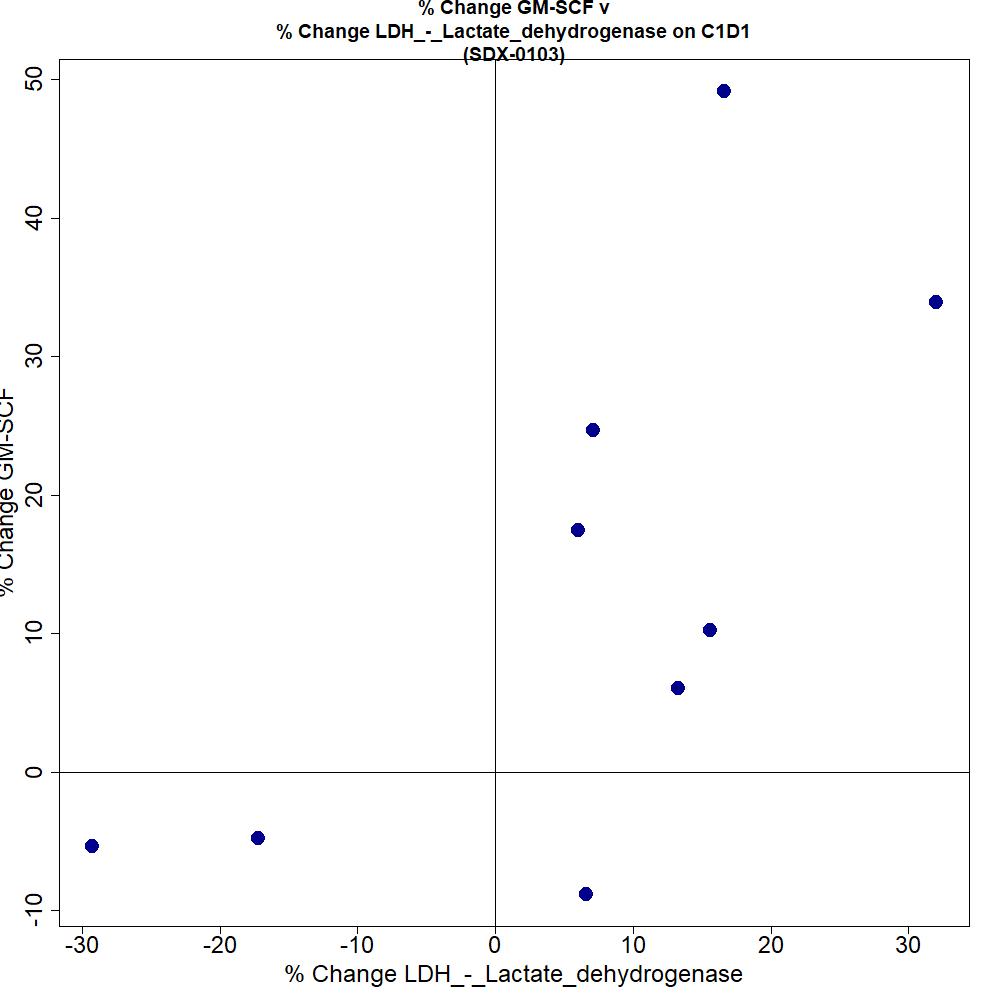 % Change GM-SCF v
% Change LDH_-_Lactate_dehydrogenase on C1D1
(SDX-0103)
% Change GM-SCF
50
40
30
20
10
0
-10
-30
-20
-10
0
10
20
30
% Change LDH_-_Lactate_dehydrogenase